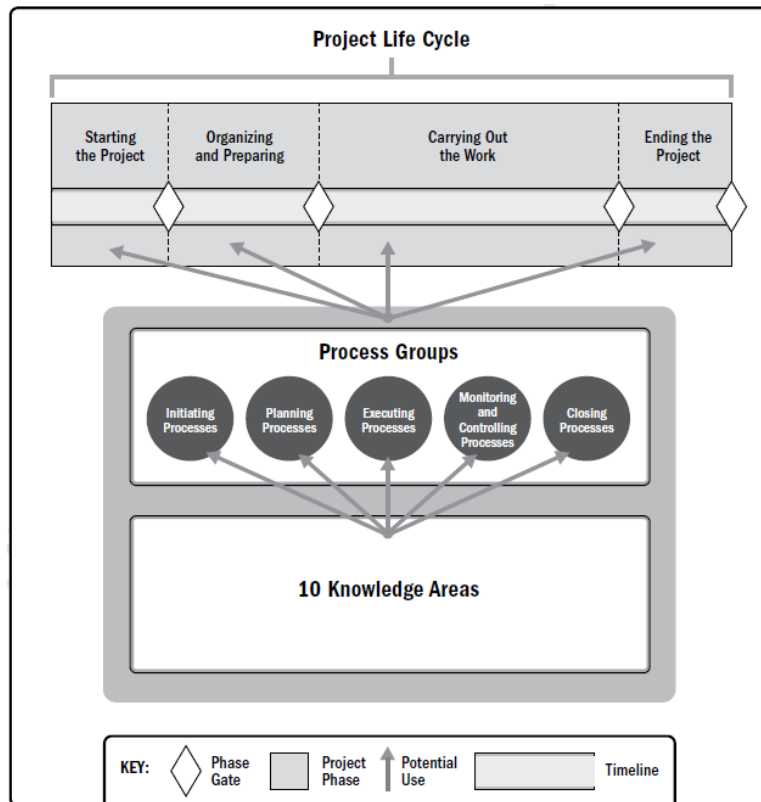 Project Life Cycle
Starting
the Project
Organizing
and Preparing
Carrying Out
the Work
Ending the
Project
Process Groups
Initiating
Processes
Planning
Processes
Executing
Processes
Monitoring
and
Controlling
Processes
Closing
Processes
10 Knowledge Areas
KEY:
Phase
Gate
Project
Phase
Potential
Use
Timeline